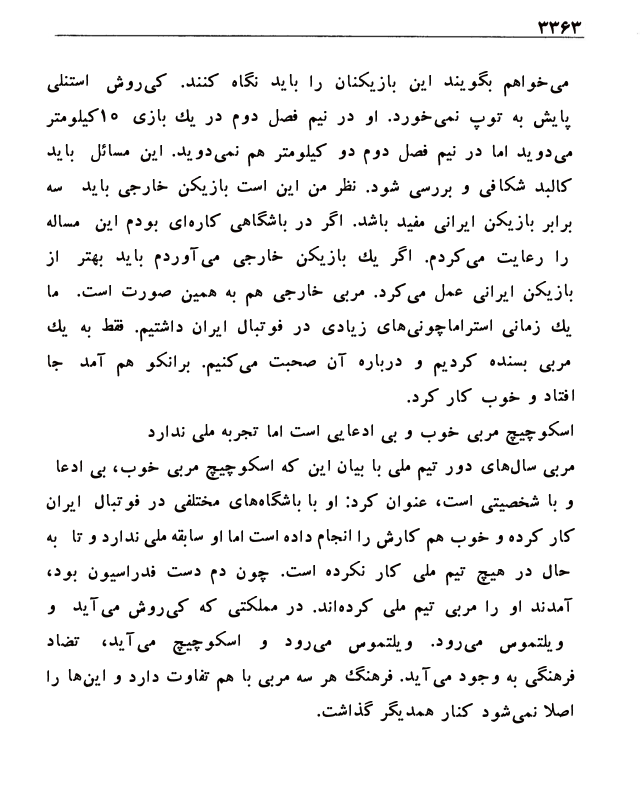 ۳۳۶۳
می‌خواهم بگویند این بازیکنان را باید نگاه کنند. کی‌روش استنلی
پایش به توپ نمی‌خورد. او در نیم فصل دوم در یك بازی ۱۵کیلومتر
می‌دوید اما در نیم فصل دوم دو کیلومتر هم نمی‌دوید. این مسائل باید
کالبد شکافی و بررسی شود. نظر من این است بازیکن خارجی باید سه
برابر بازیکن ایرانی مفید باشد. اگر در باشگاهی کاره‌ای بودم این مساله
را رعایت می‌کردم. اگر یك بازیکن خارجی می‌آوردم باید بهتر از
بازیکن ایرانی عمل می‌کرد. مربی خارجی هم به همین صورت است. ما
یك زمانی استراماچونی‌های زیادی در فوتبال ایران داشتیم. فقط به یك
مربی بسنده کردیم و درباره آن صحبت می‌کنیم. برانکو هم آمد جا
افتاد و خوب کار کرد.
اسکوچیچ مربی خوب و بی ادعایی است اما تجربه ملی ندارد
مربی سال‌های دور تیم ملی با بیان این که اسکوچیچ مربی خوب، بی ادعا
و با شخصیتی است، عنوان کرد: او با باشگاه‌های مختلفی در فوتبال ایران
کار کرده و خوب هم کارش را انجام داده است اما او سابقه ملی ندارد و تا به
حال در هیچ تیم ملی کار نکرده است. چون دم دست فدراسیون بود،
آمدند او را مربی تیم ملی کرده‌اند. در مملکتی که کی‌روش می‌آید و
ویلتموس می‌رود. ویلتموس می‌رود و اسکوچیچ می‌آید، تضاد
فرهنگی به وجود می‌آید. فرهنگ هر سه مربی با هم تفاوت دارد و این‌ها را
اصلا نمی‌شود کنار همدیگر گذاشت.